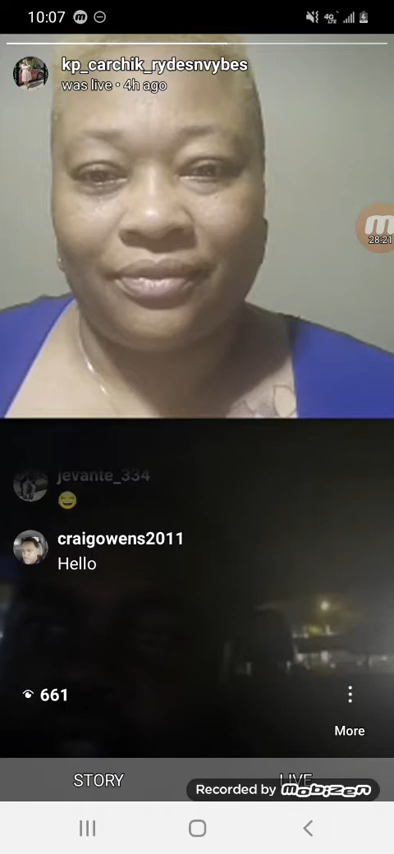 10:07
4G
kp_carchik_rydesnvybes
was live • 4h ago
m
28:21
jevante_334
craigowens2011
Hello
661
More
STORY
LIVE
Recorded by mobizen